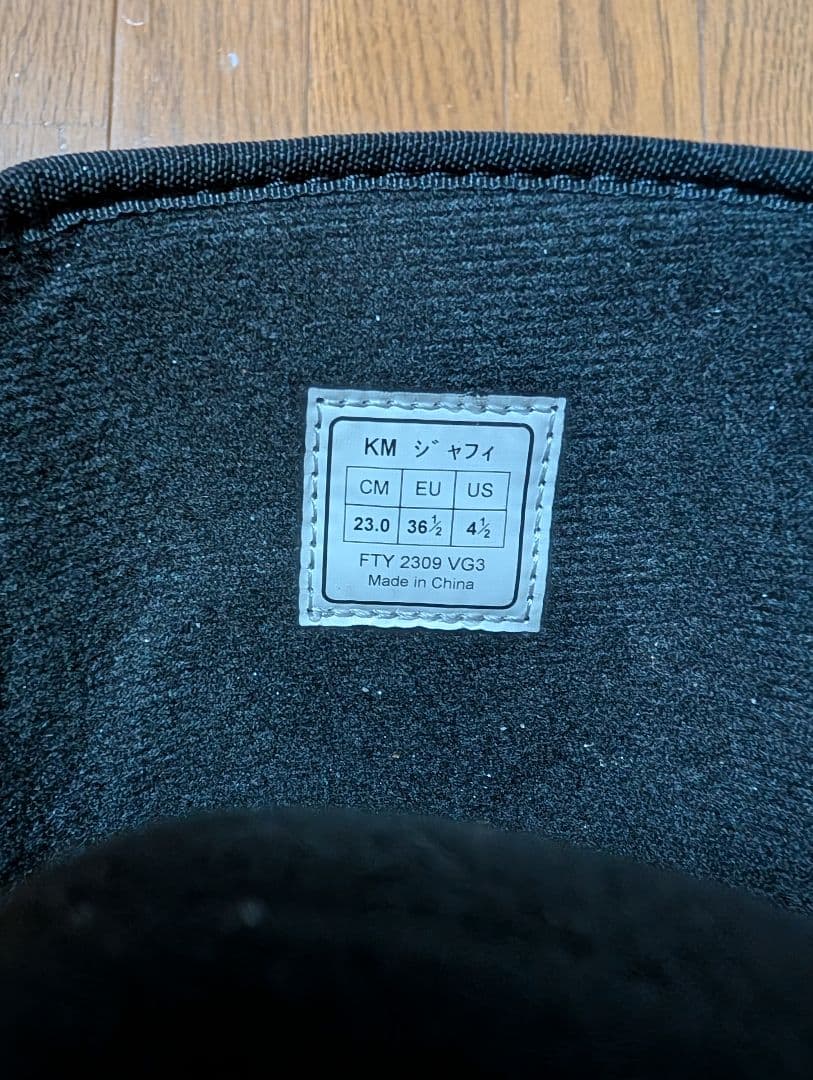 KM ジャフィ
CM EU US
23.0 36½ 4½
FTY 2309 VG3
Made in China